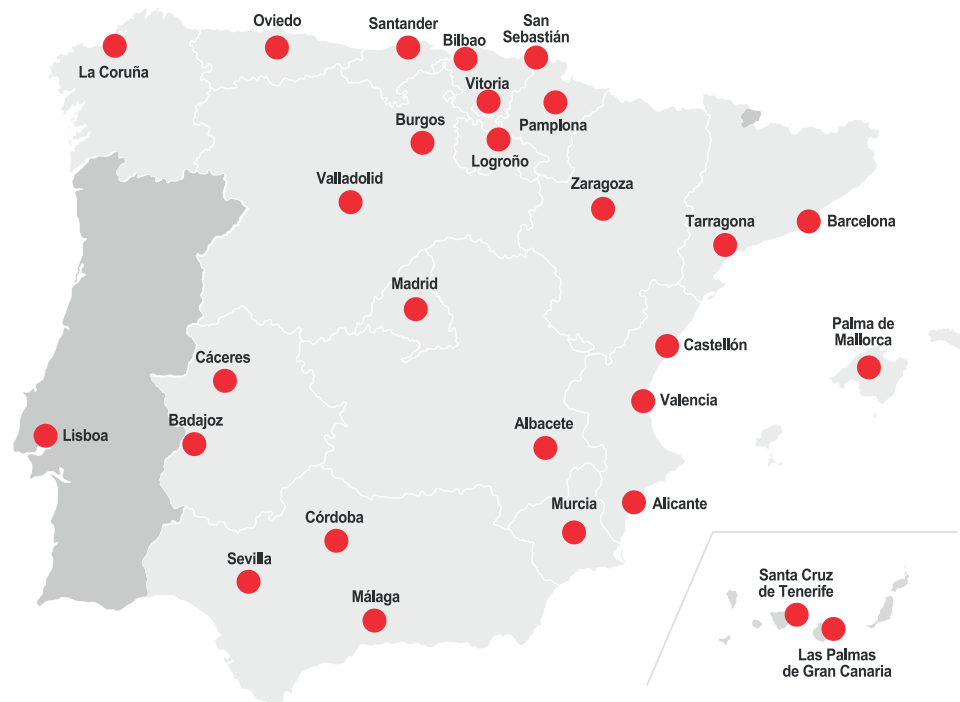 Oviedo
Santander
San
Sebastián
Bilbao
La Coruña
Vitoria
Burgos
Pamplona
Logroño
Valladolid
Zaragoza
Tarragona
Barcelona
Madrid
Palma de
Mallorca
Castellón
Cáceres
Valencia
Badajoz
Albacete
Lisboa
Murcia
Alicante
Córdoba
Sevilla
Málaga
Santa Cruz
de Tenerife
Las Palmas
de Gran Canaria